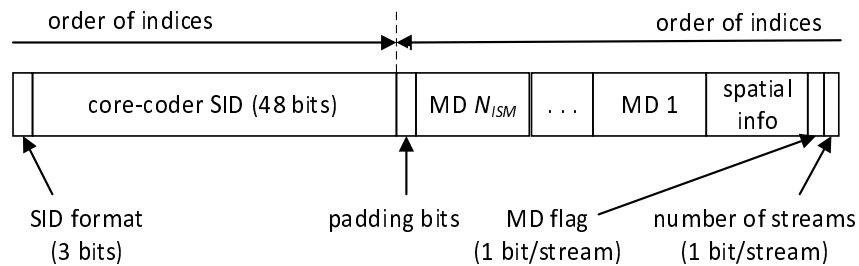 order of indices
order of indices
core-coder SID (48 bits)
MD N_ISM
. . .
MD 1
spatial
info
SID format
(3 bits)
padding bits
MD flag
(1 bit/stream)
number of streams
(1 bit/stream)